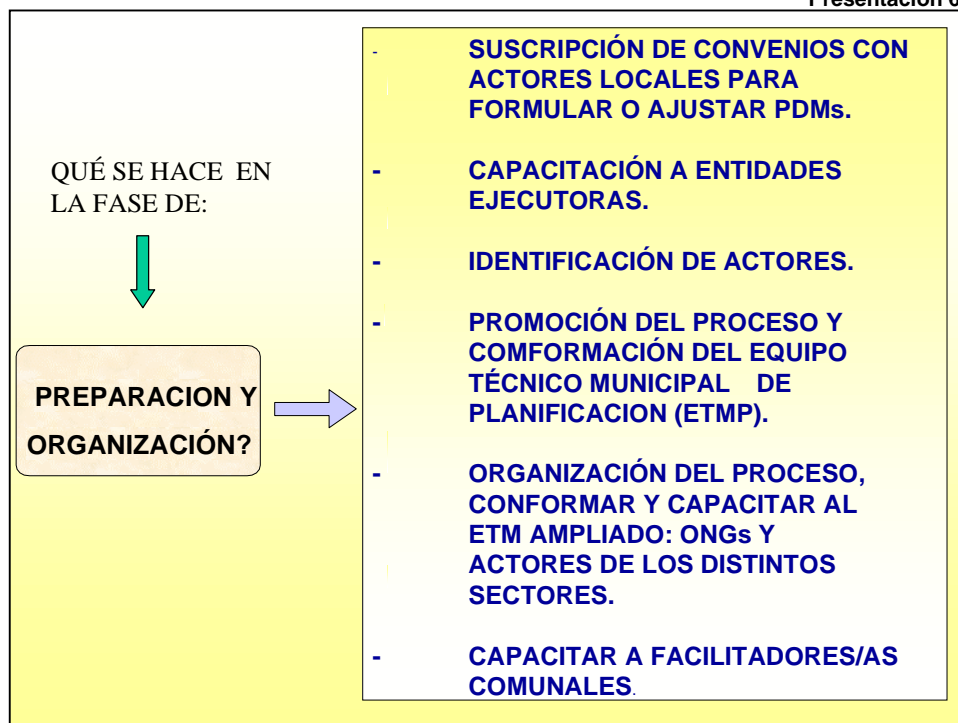 Presentación 6
QUÉ SE HACE EN
LA FASE DE:
PREPARACION Y
ORGANIZACIÓN?
- SUSCRIPCIÓN DE CONVENIOS CON
ACTORES LOCALES PARA
FORMULAR O AJUSTAR PDMs.
- CAPACITACIÓN A ENTIDADES
EJECUTORAS.
- IDENTIFICACIÓN DE ACTORES.
- PROMOCIÓN DEL PROCESO Y
COMFORMACIÓN DEL EQUIPO
TÉCNICO MUNICIPAL DE
PLANIFICACION (ETMP).
- ORGANIZACIÓN DEL PROCESO,
CONFORMAR Y CAPACITAR AL
ETM AMPLIADO: ONGs Y
ACTORES DE LOS DISTINTOS
SECTORES.
- CAPACITAR A FACILITADORES/AS
COMUNALES.